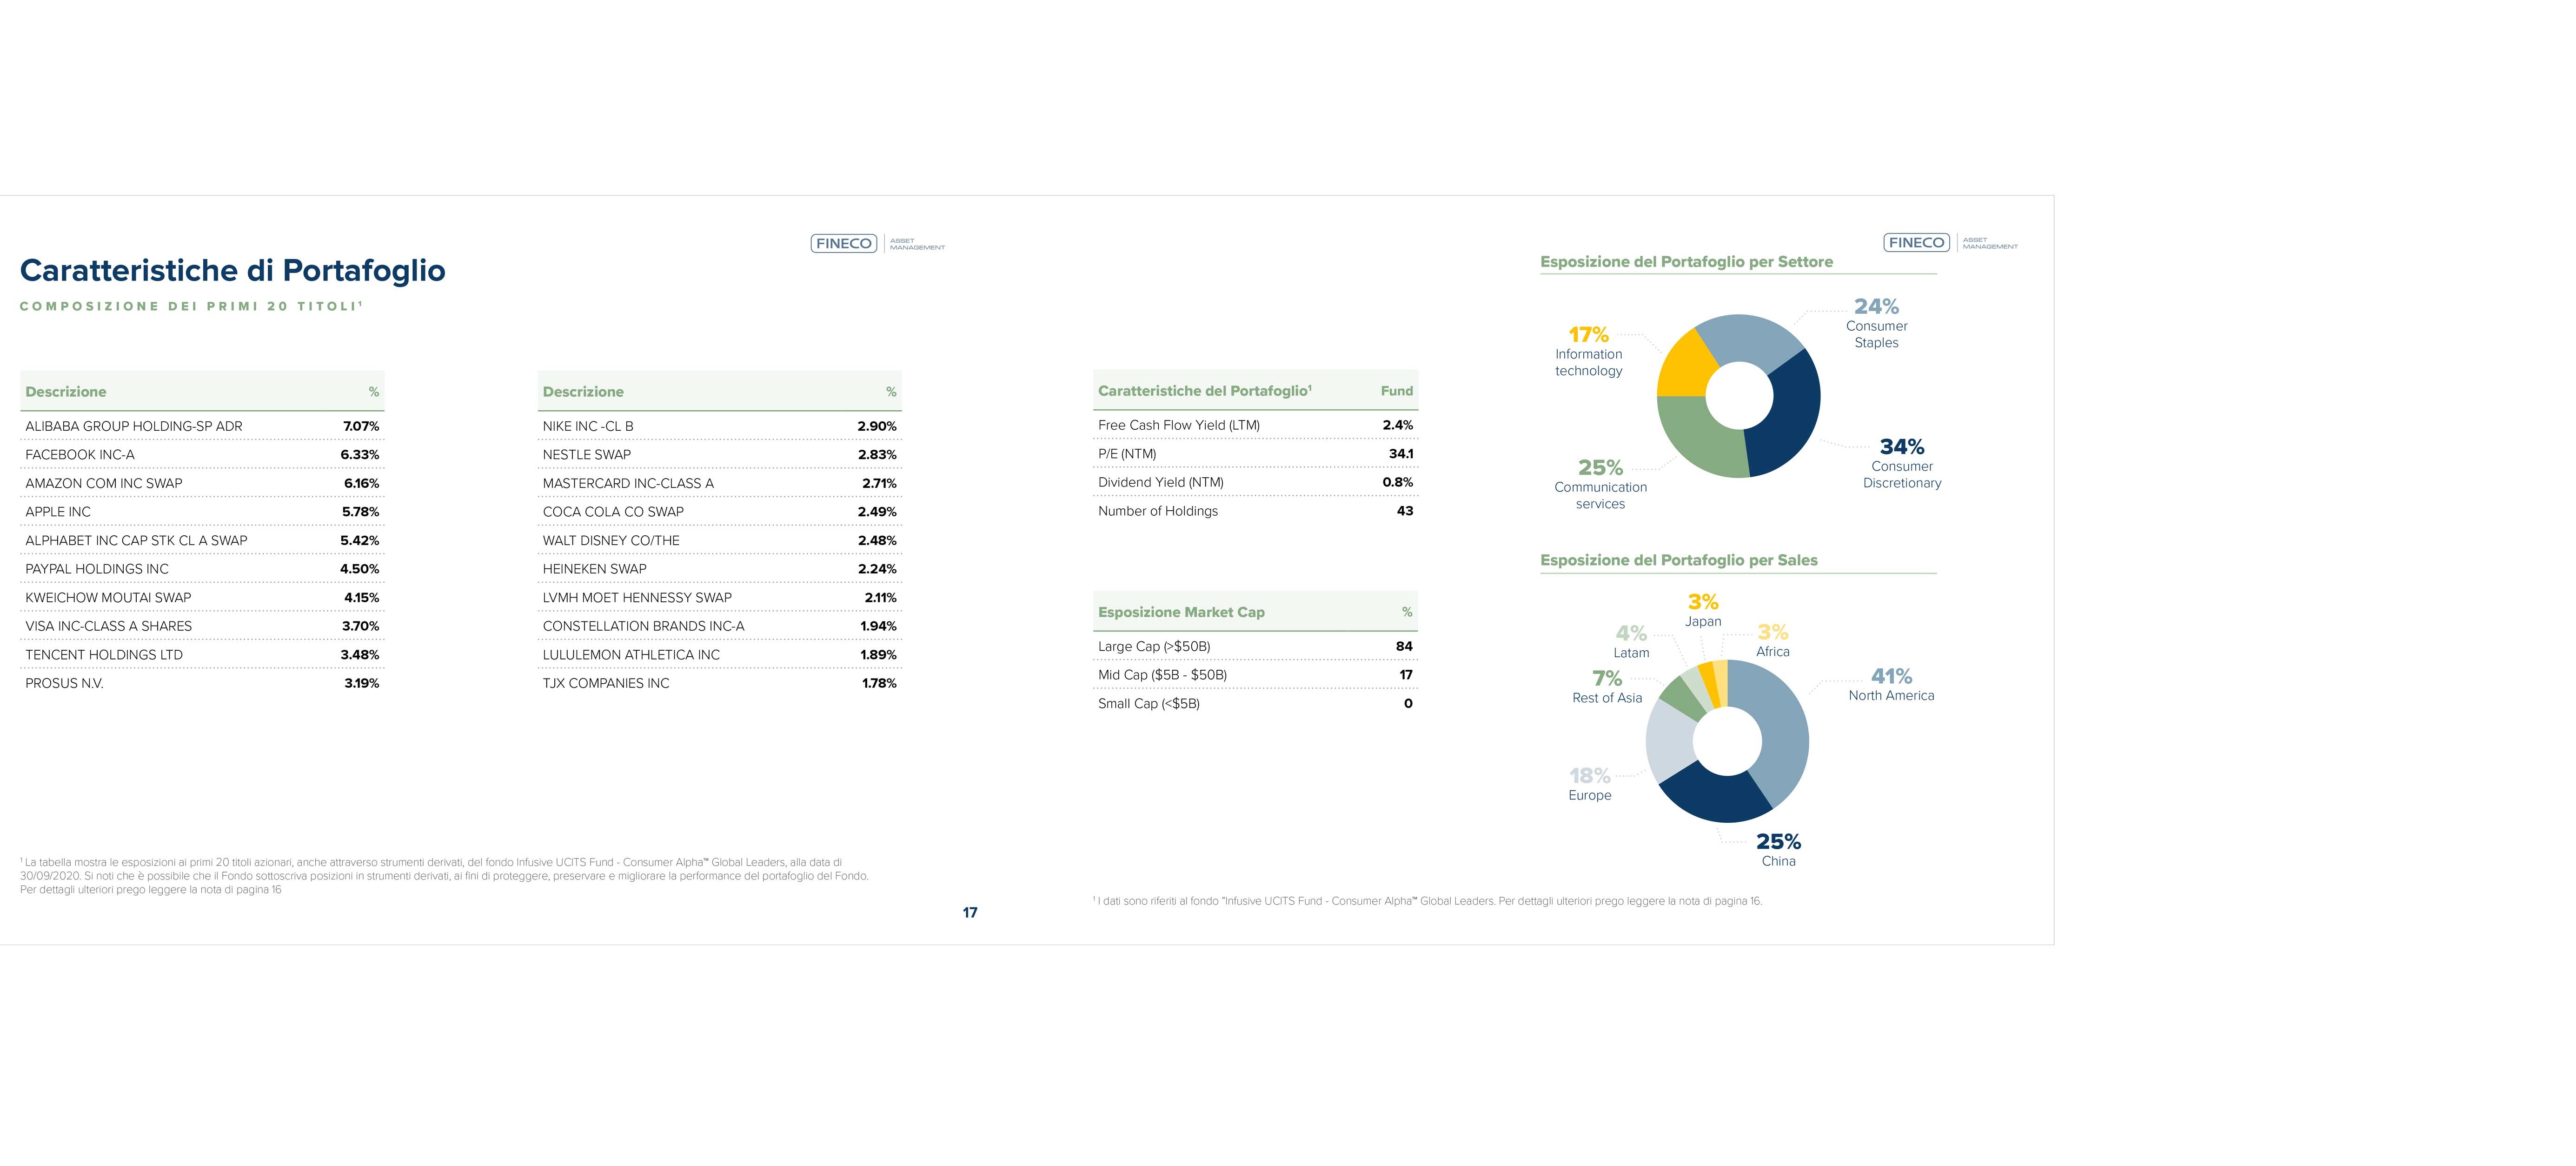 FINECO
ASSET
MANAGEMENT
Caratteristiche di Portafoglio
COMPOSIZIONE DEI PRIMI 20 TITOLI¹
Descrizione %
ALIBABA GROUP HOLDING-SP ADR 7.07%
FACEBOOK INC-A 6.33%
AMAZON COM INC SWAP 6.16%
APPLE INC 5.78%
ALPHABET INC CAP STK CL A SWAP 5.42%
PAYPAL HOLDINGS INC 4.50%
KWEICHOW MOUTAI SWAP 4.15%
VISA INC-CLASS A SHARES 3.70%
TENCENT HOLDINGS LTD 3.48%
PROSUS N.V. 3.19%
Descrizione %
NIKE INC -CL B 2.90%
NESTLE SWAP 2.83%
MASTERCARD INC-CLASS A 2.71%
COCA COLA CO SWAP 2.49%
WALT DISNEY CO/THE 2.48%
HEINEKEN SWAP 2.24%
LVMH MOET HENNESSY SWAP 2.11%
CONSTELLATION BRANDS INC-A 1.94%
LULULEMON ATHLETICA INC 1.89%
TJX COMPANIES INC 1.78%
¹ La tabella mostra le esposizioni ai primi 20 titoli azionari, anche attraverso strumenti derivati, del fondo Infusive UCITS Fund - Consumer Alpha™ Global Leaders, alla data di
30/09/2020. Si noti che è possibile che il Fondo sottoscriva posizioni in strumenti derivati, ai fini di proteggere, preservare e migliorare la performance del portafoglio del Fondo.
Per dettagli ulteriori prego leggere la nota di pagina 16
17
FINECO
ASSET
MANAGEMENT
Caratteristiche del Portafoglio¹ Fund
Free Cash Flow Yield (LTM) 2.4%
P/E (NTM) 34.1
Dividend Yield (NTM) 0.8%
Number of Holdings 43
Esposizione Market Cap %
Large Cap (>$50B) 84
Mid Cap ($5B - $50B) 17
Small Cap (<$5B) 0
Esposizione del Portafoglio per Settore
24%
Consumer
Staples
17%
Information
technology
34%
Consumer
Discretionary
25%
Communication
services
Esposizione del Portafoglio per Sales
3%
Japan
4%
Latam
3%
Africa
7%
Rest of Asia
41%
North America
18%
Europe
25%
China
¹ I dati sono riferiti al fondo "Infusive UCITS Fund - Consumer Alpha™ Global Leaders. Per dettagli ulteriori prego leggere la nota di pagina 16.